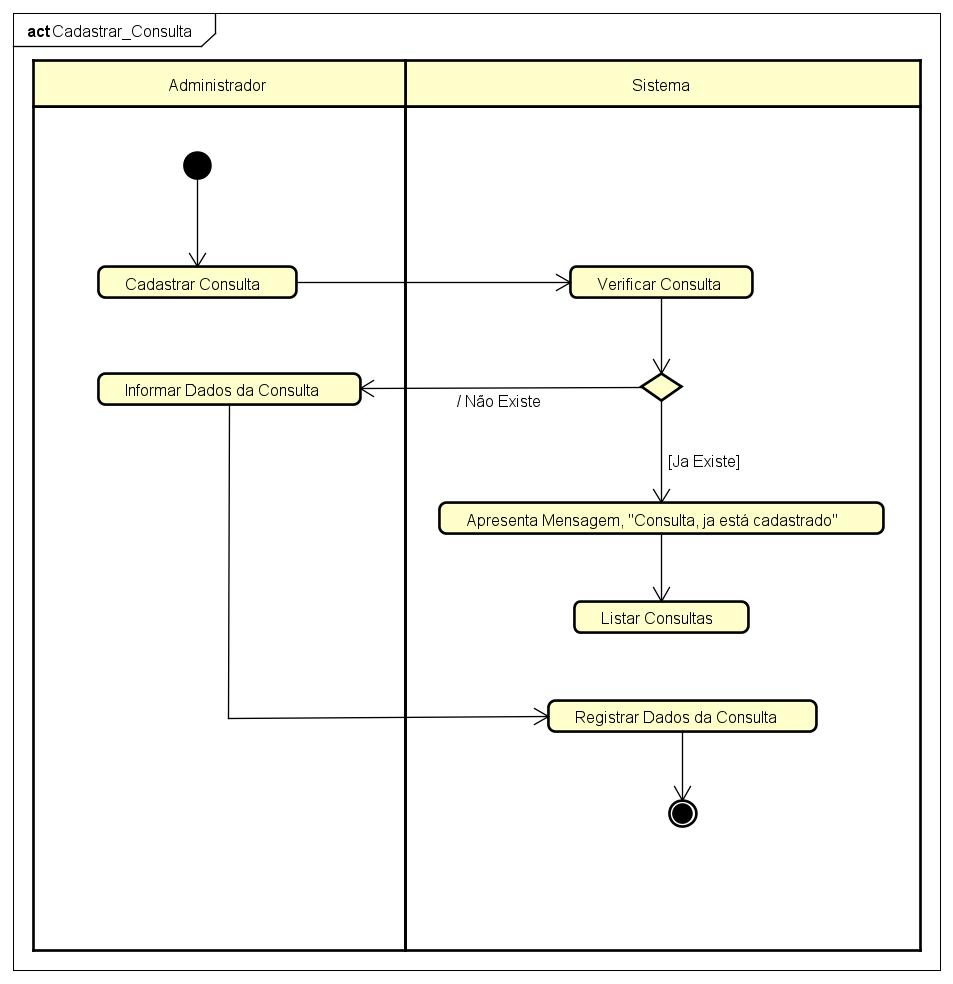 act Cadastrar_Consulta
Administrador
Sistema
Cadastrar Consulta
Verificar Consulta
Informar Dados da Consulta
/ Não Existe
[Ja Existe]
Apresenta Mensagem, "Consulta, ja está cadastrado"
Listar Consultas
Registrar Dados da Consulta